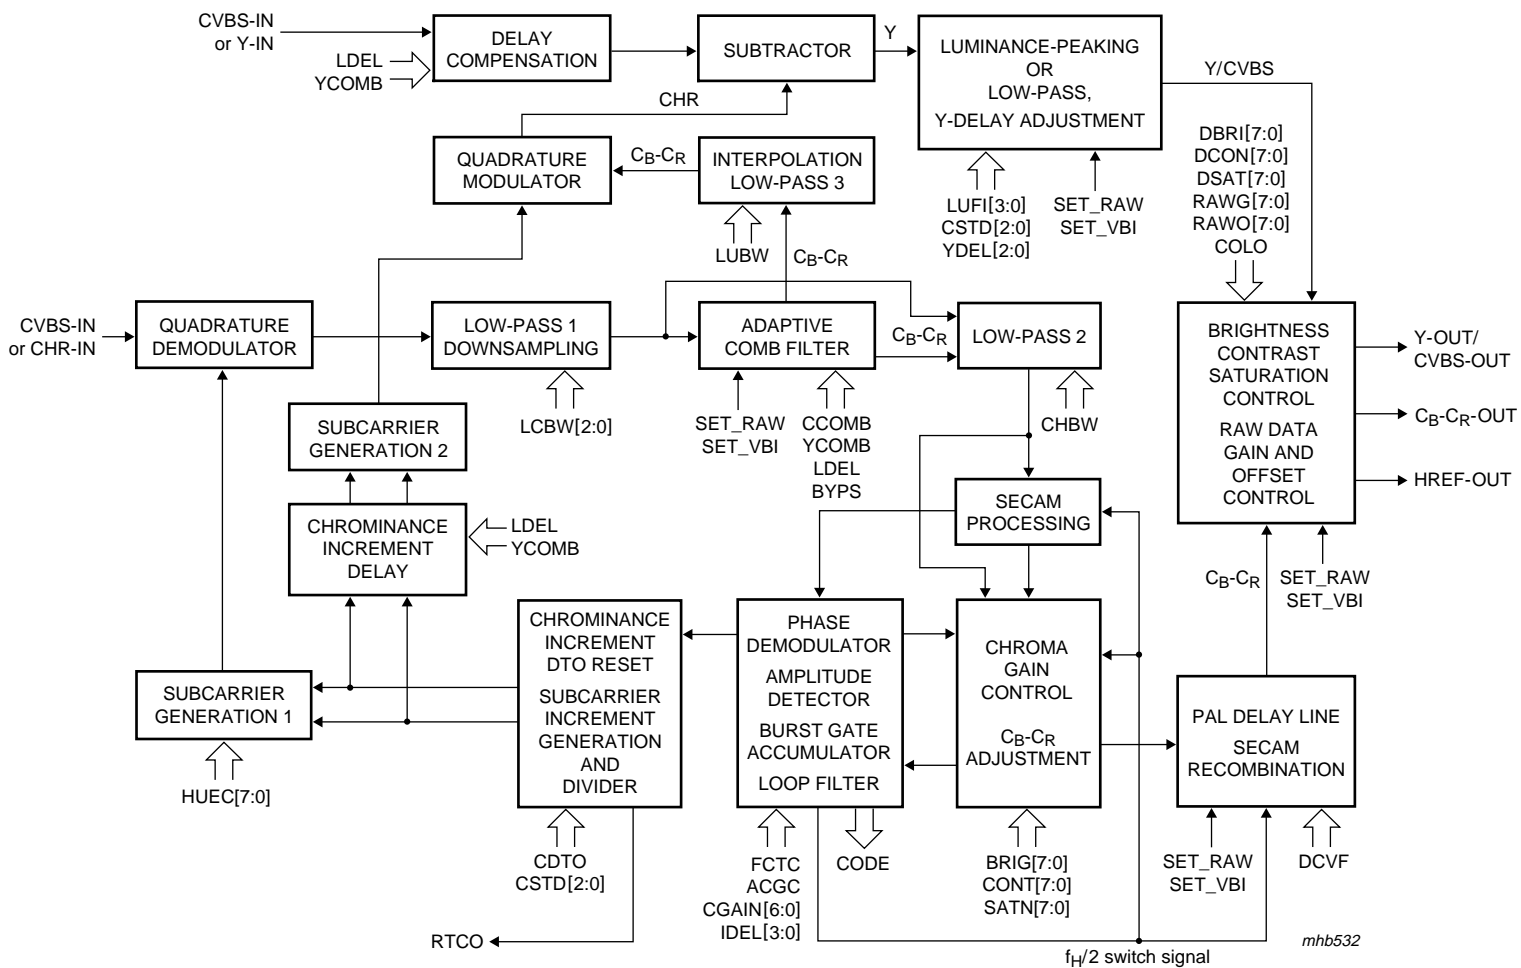 CVBS-IN
or Y-IN
LDEL
YCOMB
DELAY
COMPENSATION
SUBTRACTOR
Y
LUMINANCE-PEAKING
OR
LOW-PASS,
Y-DELAY ADJUSTMENT
Y/CVBS
CHR
QUADRATURE
MODULATOR
CB-CR
INTERPOLATION
LOW-PASS 3
LUBW
CB-CR
LUFI[3:0]
CSTD[2:0]
YDEL[2:0]
SET_RAW
SET_VBI
DBRI[7:0]
DCON[7:0]
DSAT[7:0]
RAWG[7:0]
RAWO[7:0]
COLO
CVBS-IN
or CHR-IN
QUADRATURE
DEMODULATOR
LOW-PASS 1
DOWNSAMPLING
LCBW[2:0]
ADAPTIVE
COMB FILTER
CB-CR
LOW-PASS 2
SET_RAW
SET_VBI
CCOMB
YCOMB
LDEL
BYPS
CHBW
BRIGHTNESS
CONTRAST
SATURATION
CONTROL
RAW DATA
GAIN AND
OFFSET
CONTROL
Y-OUT/
CVBS-OUT
CB-CR-OUT
HREF-OUT
SUBCARRIER
GENERATION 2
CHROMINANCE
INCREMENT
DELAY
LDEL
YCOMB
SECAM
PROCESSING
CB-CR
SET_RAW
SET_VBI
SUBCARRIER
GENERATION 1
HUEC[7:0]
CHROMINANCE
INCREMENT
DTO RESET
SUBCARRIER
INCREMENT
GENERATION
AND
DIVIDER
CDTO
CSTD[2:0]
RTCO
PHASE
DEMODULATOR
AMPLITUDE
DETECTOR
BURST GATE
ACCUMULATOR
LOOP FILTER
FCTC
ACGC
CGAIN[6:0]
IDEL[3:0]
CODE
CHROMA
GAIN
CONTROL
CB-CR
ADJUSTMENT
BRIG[7:0]
CONT[7:0]
SATN[7:0]
PAL DELAY LINE
SECAM
RECOMBINATION
SET_RAW
SET_VBI
DCVF
fH/2 switch signal
mhb532